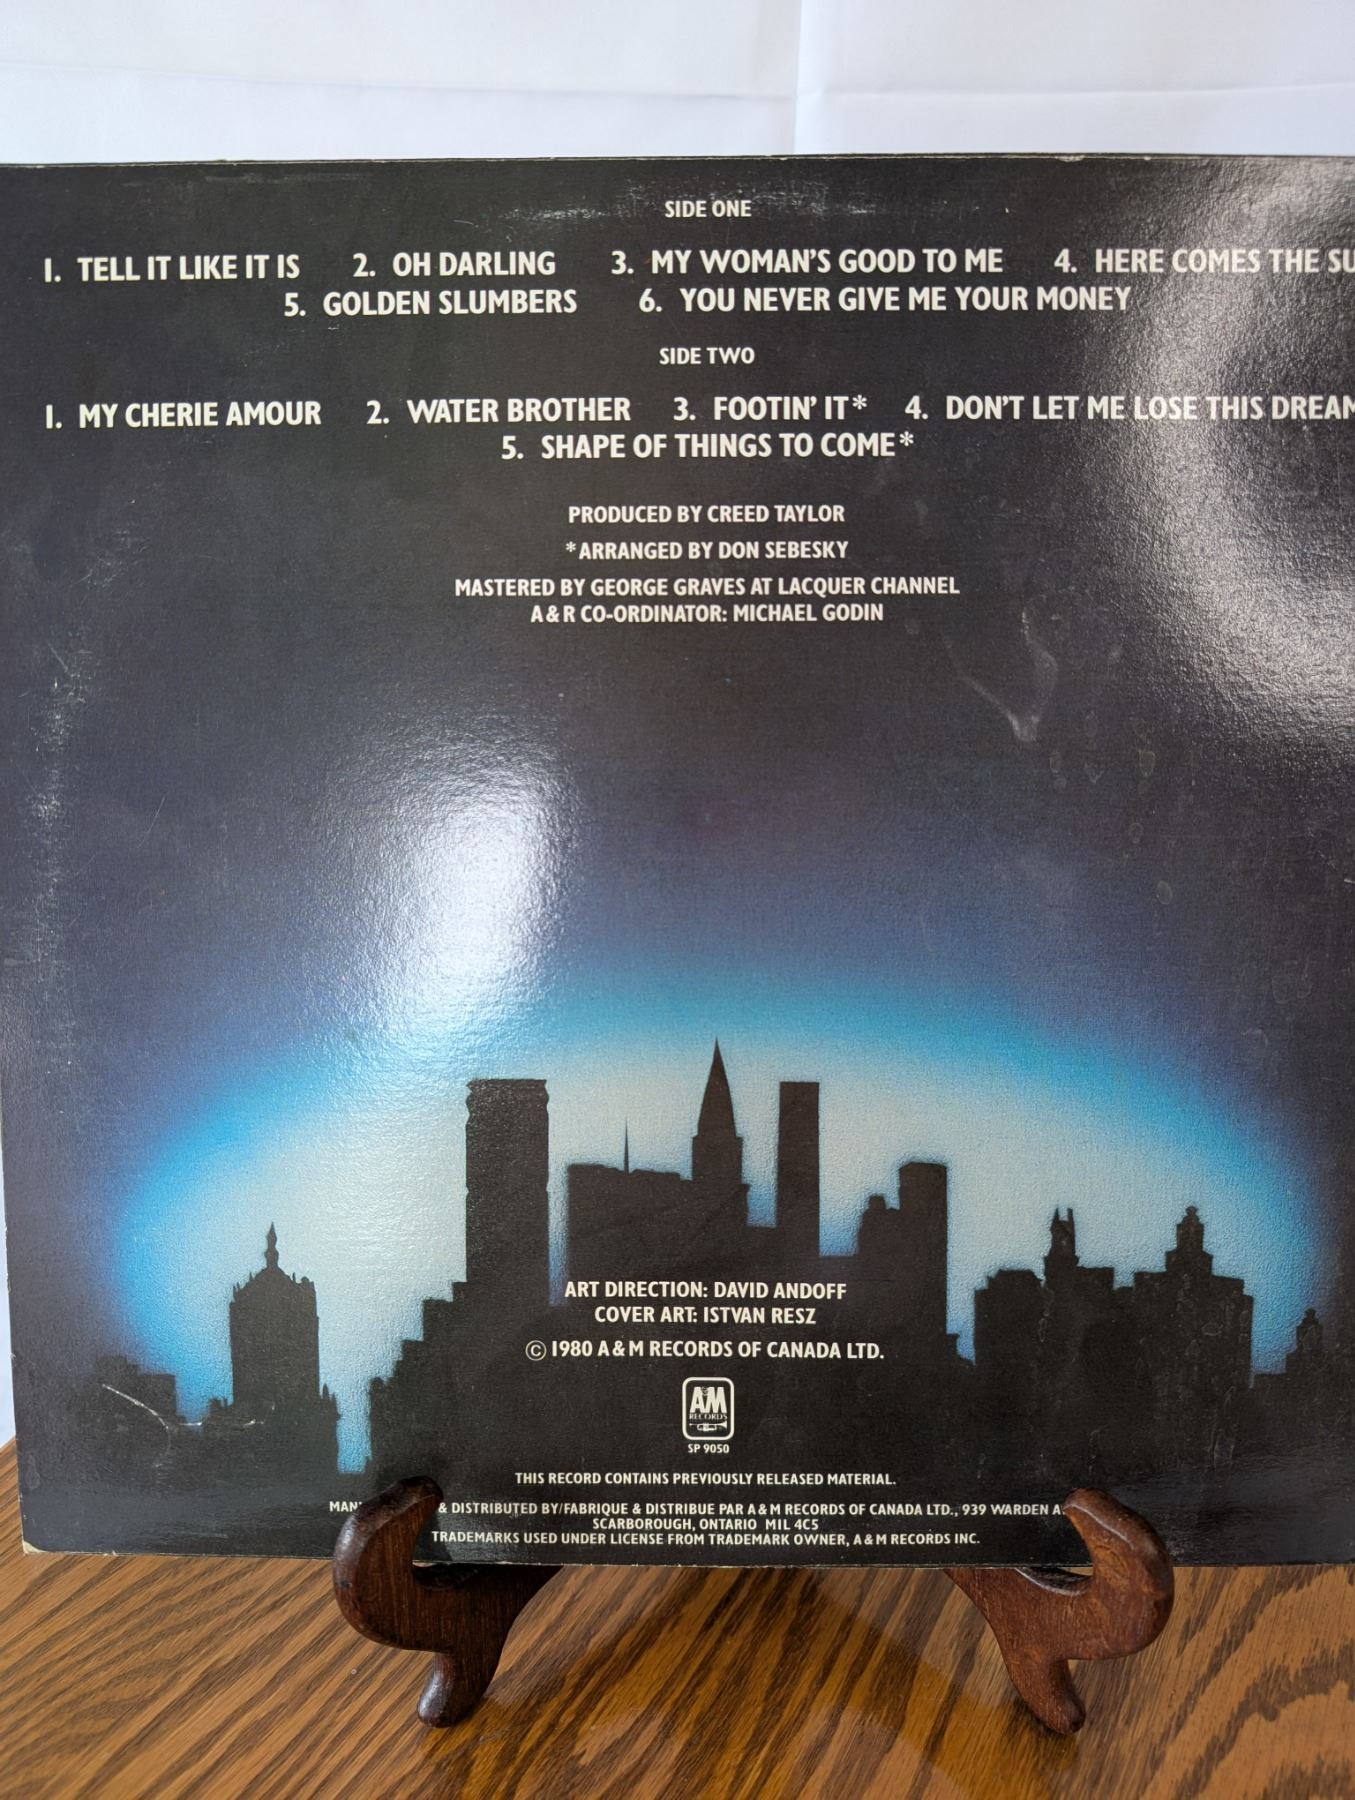 SIDE ONE
1. TELL IT LIKE IT IS 2. OH DARLING 3. MY WOMAN'S GOOD TO ME 4. HERE COMES THE SU
5. GOLDEN SLUMBERS 6. YOU NEVER GIVE ME YOUR MONEY
SIDE TWO
1. MY CHERIE AMOUR 2. WATER BROTHER 3. FOOTIN' IT* 4. DON'T LET ME LOSE THIS DREAM
5. SHAPE OF THINGS TO COME*
PRODUCED BY CREED TAYLOR
*ARRANGED BY DON SEBESKY
MASTERED BY GEORGE GRAVES AT LACQUER CHANNEL
A & R CO-ORDINATOR: MICHAEL GODIN
ART DIRECTION: DAVID ANDOFF
COVER ART: ISTVAN RESZ
© 1980 A & M RECORDS OF CANADA LTD.
A&M
RECORDS
SP 9050
THIS RECORD CONTAINS PREVIOUSLY RELEASED MATERIAL.
MAN & DISTRIBUTED BY/FABRIQUE & DISTRIBUE PAR A & M RECORDS OF CANADA LTD., 939 WARDEN A
SCARBOROUGH, ONTARIO M1L 4C5
TRADEMARKS USED UNDER LICENSE FROM TRADEMARK OWNER, A & M RECORDS INC.